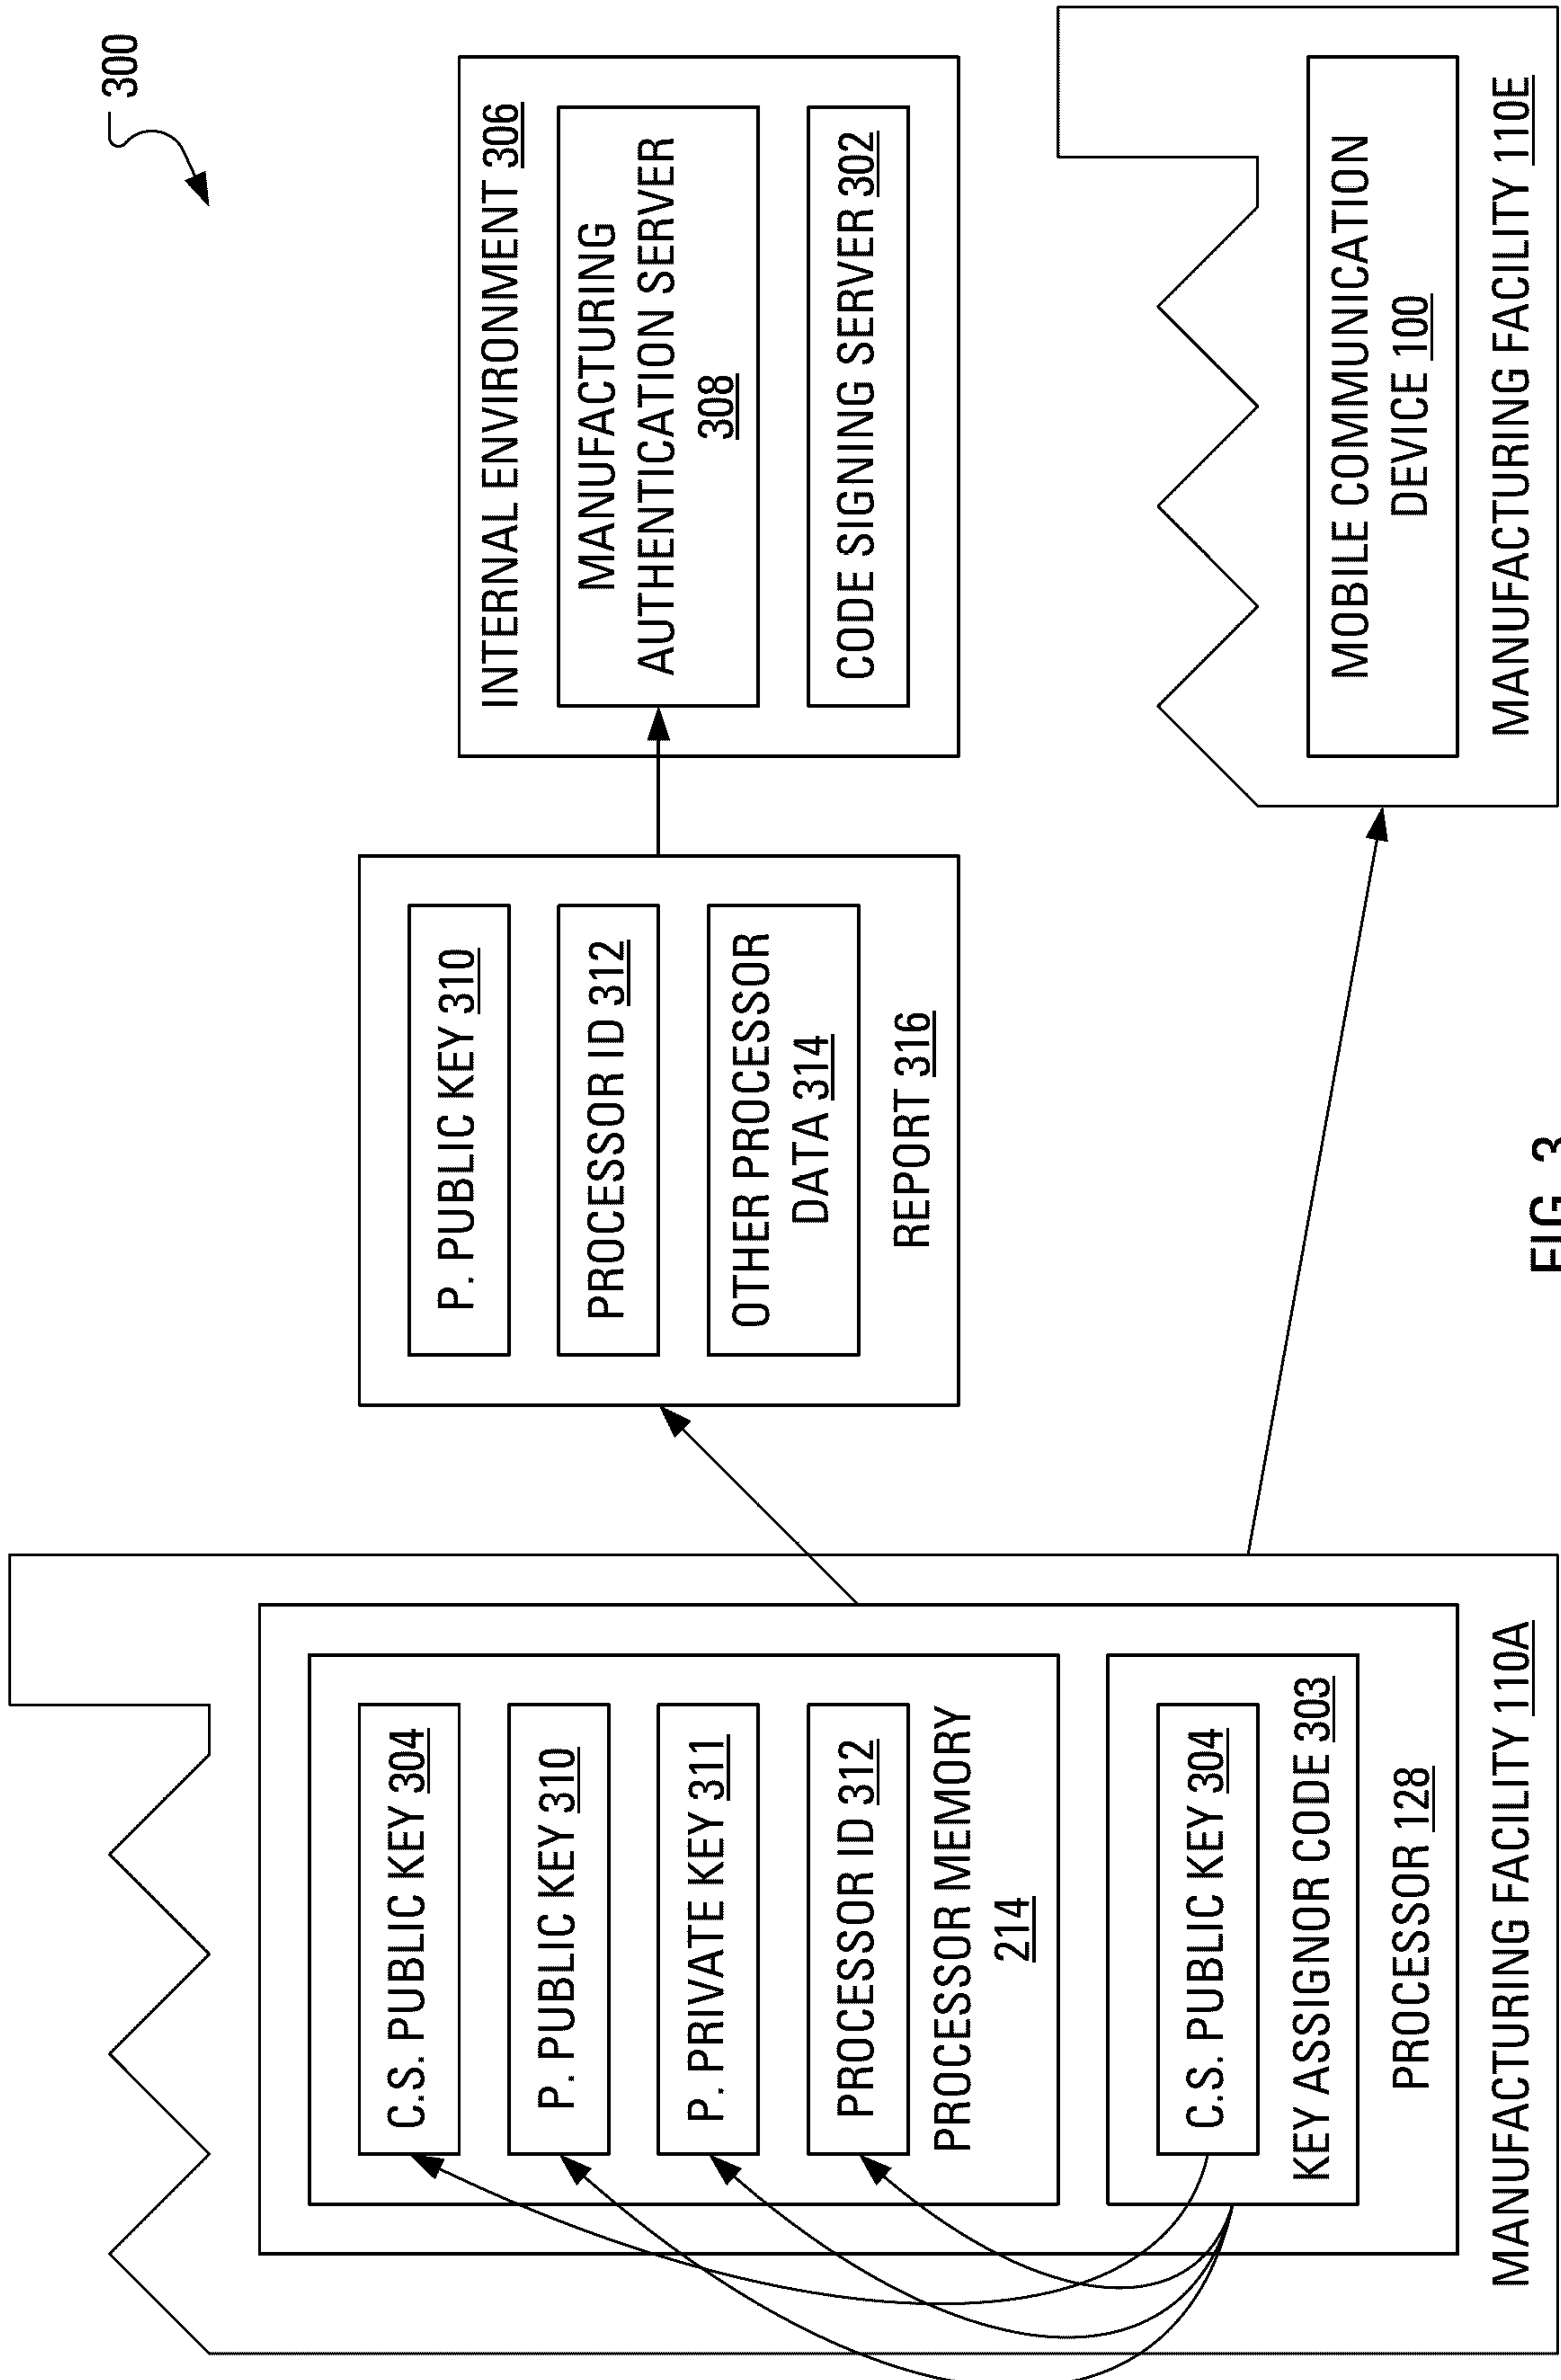 300
C.S. PUBLIC KEY 304
P. PUBLIC KEY 310
P. PRIVATE KEY 311
PROCESSOR ID 312
PROCESSOR MEMORY
214
C.S. PUBLIC KEY 304
KEY ASSIGNOR CODE 303
PROCESSOR 128
MANUFACTURING FACILITY 110A
P. PUBLIC KEY 310
PROCESSOR ID 312
OTHER PROCESSOR
DATA 314
REPORT 316
INTERNAL ENVIRONMENT 306
MANUFACTURING
AUTHENTICATION SERVER
308
CODE SIGNING SERVER 302
MOBILE COMMUNICATION
DEVICE 100
MANUFACTURING FACILITY 110E
FIG. 3